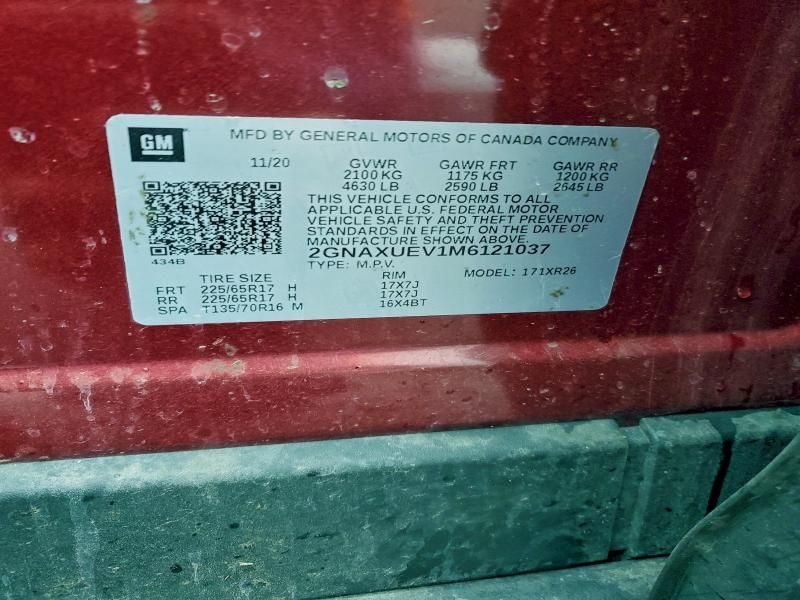 GM MFD BY GENERAL MOTORS OF CANADA COMPANY
11/20 GVWR GAWR FRT GAWR RR
2100 KG 1175 KG 1200 KG
4630 LB 2590 LB 2645 LB
THIS VEHICLE CONFORMS TO ALL
APPLICABLE U.S. FEDERAL MOTOR
VEHICLE SAFETY AND THEFT PREVENTION
STANDARDS IN EFFECT ON THE DATE OF
MANUFACTURE SHOWN ABOVE.
434B 2GNAXUEV1M6121037
TYPE: M.P.V. MODEL: 171XR26
TIRE SIZE RIM
FRT 225/65R17 H 17X7J
RR 225/65R17 H 17X7J
SPA T135/70R16 M 16X4BT